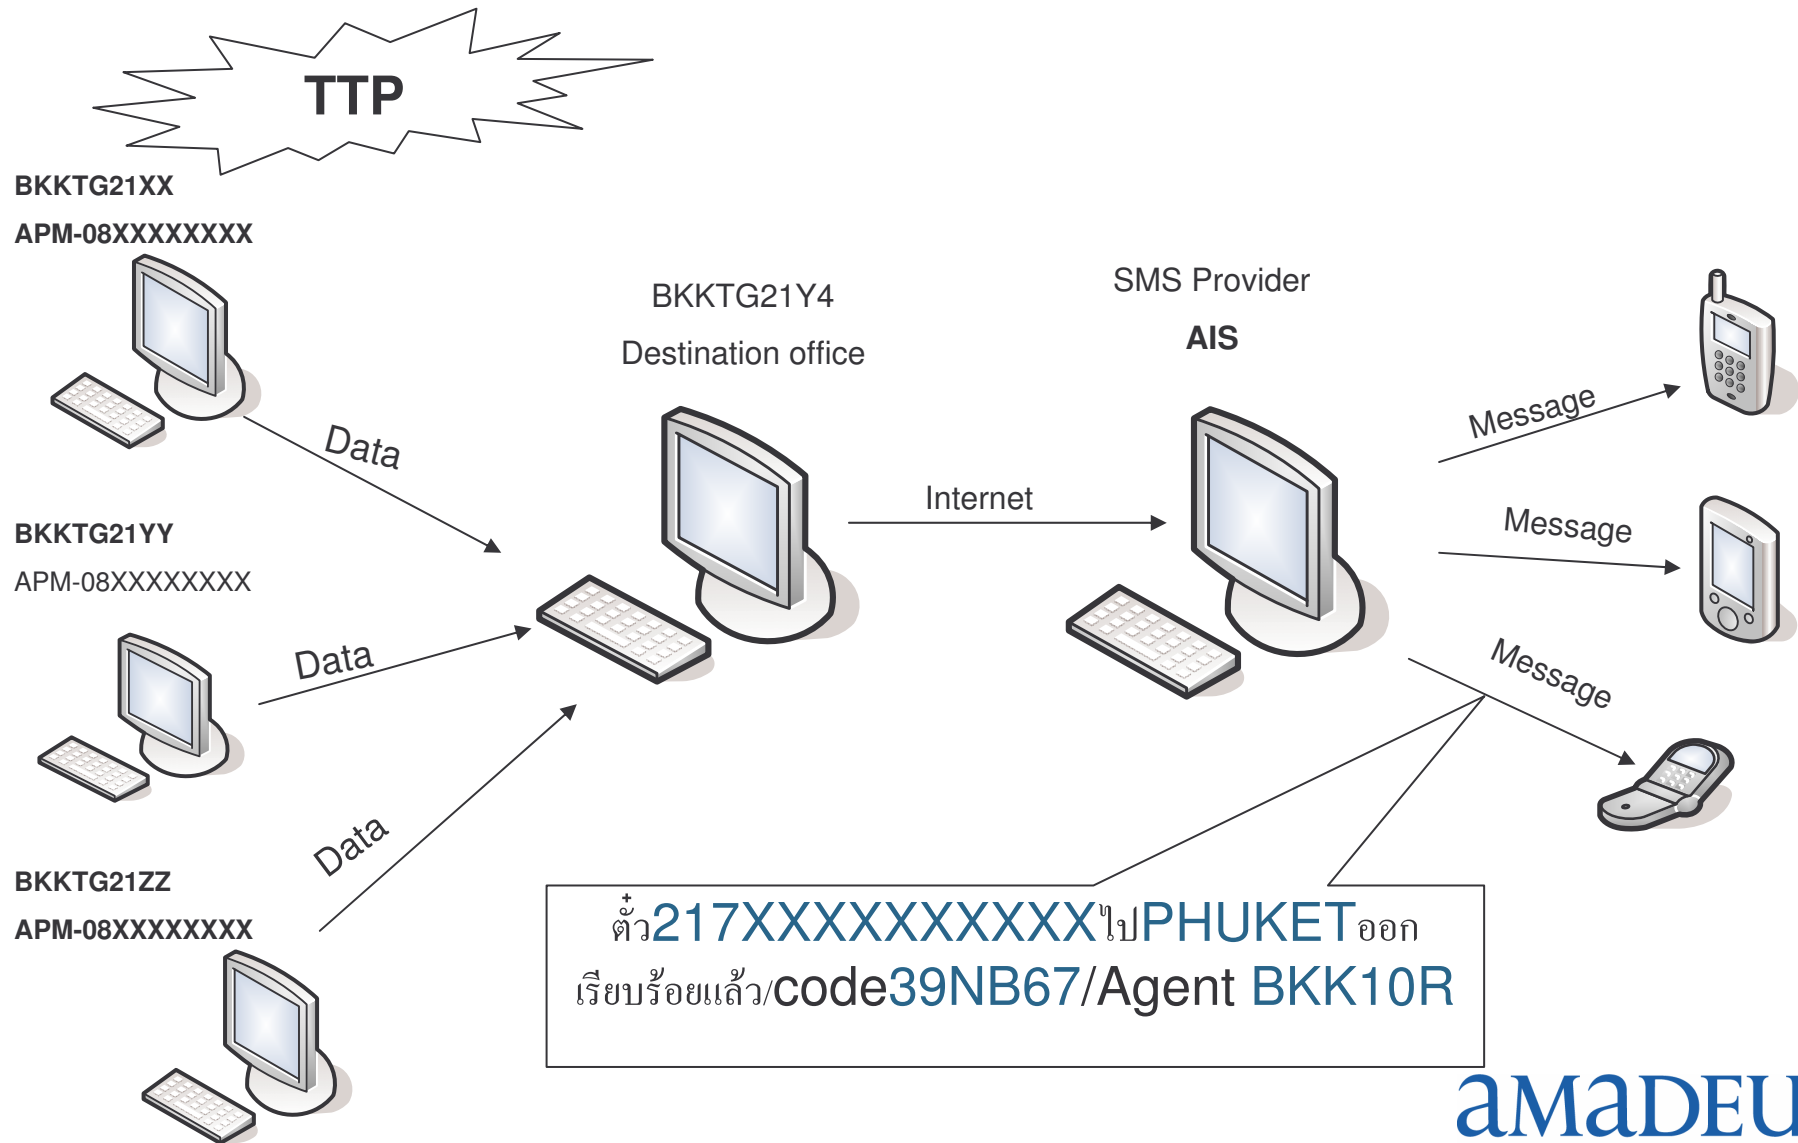 TTP
BKKTG21XX
APM-08XXXXXXXX
BKKTG21Y4
Destination office
SMS Provider
AIS
Data
Message
Internet
Message
BKKTG21YY
APM-08XXXXXXXX
Data
Message
Data
BKKTG21ZZ
APM-08XXXXXXXX
ตั๋ว217XXXXXXXXXXไปPHUKETออก
เรียบร้อยแล้ว/code39NB67/Agent BKK10R
aMaDEU